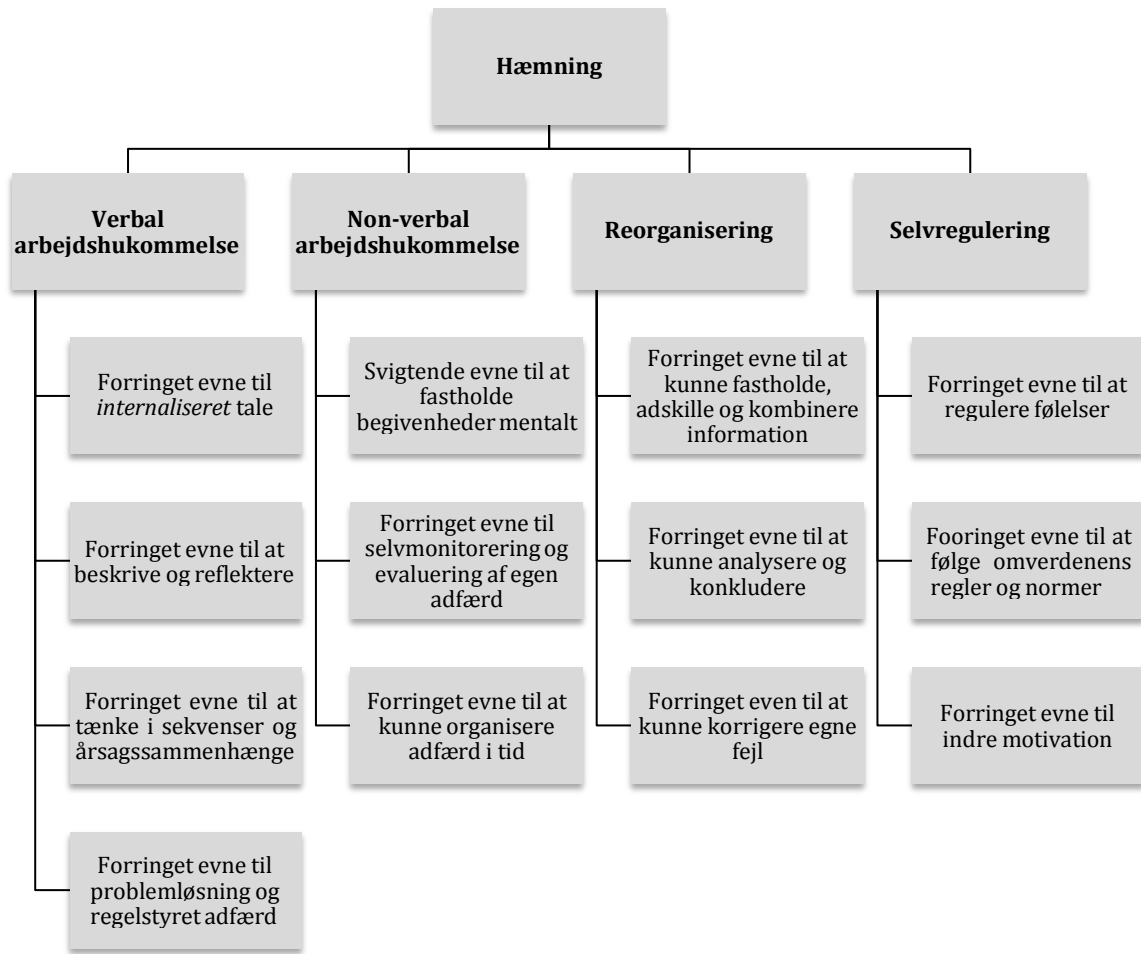 Hæmning
Verbal
arbejdshukommelse
Forringet evne til
internaliseret tale
Forringet evne til at
beskrive og reflektere
Forringet evne til at
tænke i sekvenser og
årsagssammenhænge
Forringet evne til
problemløsning og
regelstyret adfærd
Non-verbal
arbejdshukommelse
Svigtende evne til at
fastholde
begivenheder mentalt
Forringet evne til
selvmonitorering og
evaluering af egen
adfærd
Forringet evne til at
kunne organisere
adfærd i tid
Reorganisering
Forringet evne til at
kunne fastholde,
adskille og kombinere
information
Forringet evne til at
kunne analysere og
konkludere
Forringet even til at
kunne korrigere egne
fejl
Selvregulering
Forringet evne til at
regulere følelser
Fooringet evne til at
følge omverdenens
regler og normer
Forringet evne til
indre motivation